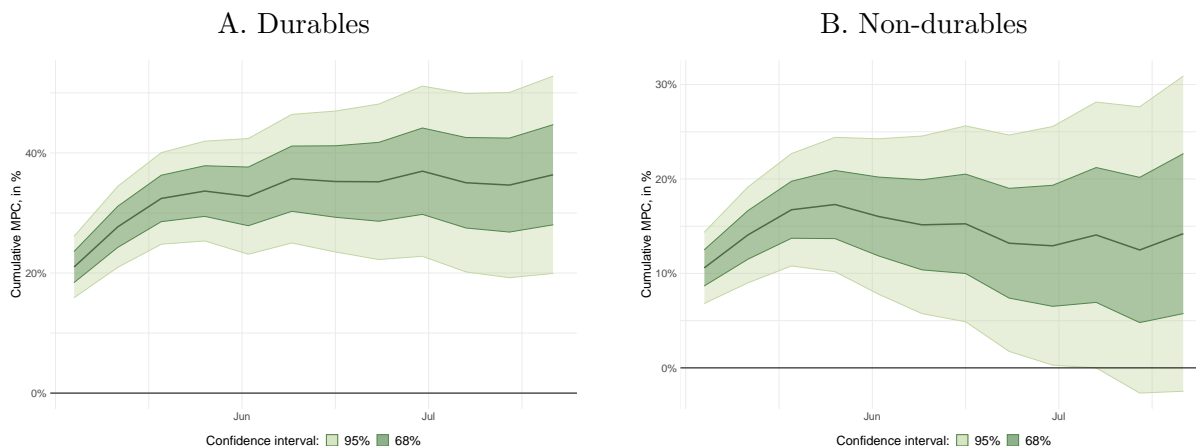 A. Durables
Cumulative MPC, in %
40%
20%
0%
Jun
Jul
Confidence interval: 95% 68%
B. Non-durables
Cumulative MPC, in %
30%
20%
10%
0%
Jun
Jul
Confidence interval: 95% 68%